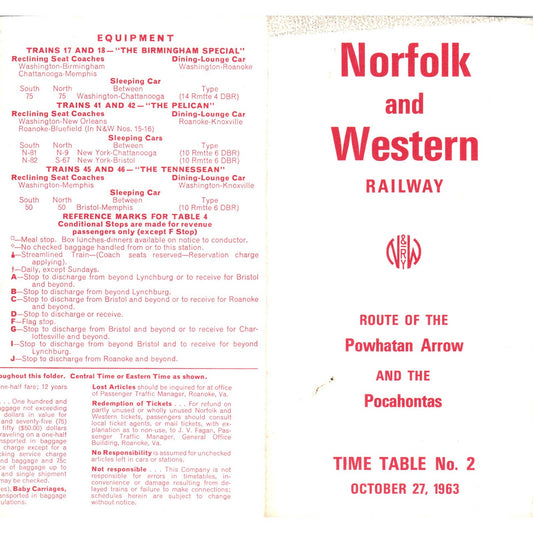 EQUIPMENT
TRAINS 17 AND 18—"THE BIRMINGHAM SPECIAL"
Reclining Seat Coaches Dining-Lounge Car
Washington-Birmingham Washington-Roanoke
Chattanooga-Memphis
Sleeping Car
South North Between Type
75 75 Washington-Chattanooga (14 Rmtte 4 DBR)
TRAINS 41 AND 42—"THE PELICAN"
Reclining Seat Coaches Dining-Lounge Car
Washington-New Orleans Roanoke-Knoxville
Roanoke-Bluefield (In N&W Nos. 15-16)
Sleeping Cars
South North Between Type
N-81 N-9 New York-Chattanooga (10 Rmtte 6 DBR)
N-82 S-67 New York-Bristol (10 Rmtte 6 DBR)
TRAINS 45 AND 46—"THE TENNESSEAN"
Reclining Seat Coaches Dining-Lounge Car
Washington-Memphis Washington-Knoxville
Sleeping Cars
South North Between Type
50 50 Bristol-Memphis (10 Rmtte 6 DBR)
REFERENCE MARKS FOR TABLE 4
Conditional Stops are made for revenue
passengers only (except F Stop)
—Meal stop. Box lunches-dinners available on notice to conductor.
°—No checked baggage handled from or to this station.
—Streamlined Train—(Coach seats reserved—Reservation charge
applying).
†—Daily, except Sundays.
A—Stop to discharge from beyond Lynchburg or to receive for Bristol
and beyond.
B—Stop to discharge from beyond Lynchburg.
C—Stop to discharge from Bristol and beyond or to receive for Roanoke
and beyond.
D—Stop to discharge or receive.
F—Flag stop.
G—Stop to discharge from Bristol and beyond or to receive for Char-
lottesville and beyond.
I—Stop to discharge from Bristol and beyond or to receive for beyond
Lynchburg.
J—Stop to discharge from Roanoke and beyond.
oughout this folder. Central Time or Eastern Time as shown.
one-half fare; 12 years
. . . One hundred and
baggage not exceeding
dollars in value for
and seventy-five (75)
fifty ($50.00) dollars
traveling on a one-half
transported in baggage
charge except for a
cking service charge
and baggage and 75c
ce of baggage up to
and single shipment
may be checked.
es), Baby Carriages,
ansported in baggage
ulations.
Lost Articles should be inquired for at office
of Passenger Traffic Manager, Roanoke, Va.
Redemption of Tickets . . . For refund on
partly unused or wholly unused Norfolk and
Western tickets, passengers should consult
local ticket agents, or mail tickets, with ex-
planation as to non-use, to J. V. Fagan, Pas-
senger Traffic Manager, General Office
Building, Roanoke, Va.
No Responsibility is assumed for unchecked
articles left in cars or stations.
Not responsible . . . This Company is not
responsible for errors in timetables, in-
convenience or damage resulting from de-
layed trains or failure to make connections;
schedules herein are subject to change
without notice.
Norfolk
and
Western
RAILWAY
N&W RY
ROUTE OF THE
Powhatan Arrow
AND THE
Pocahontas
TIME TABLE No. 2
OCTOBER 27, 1963